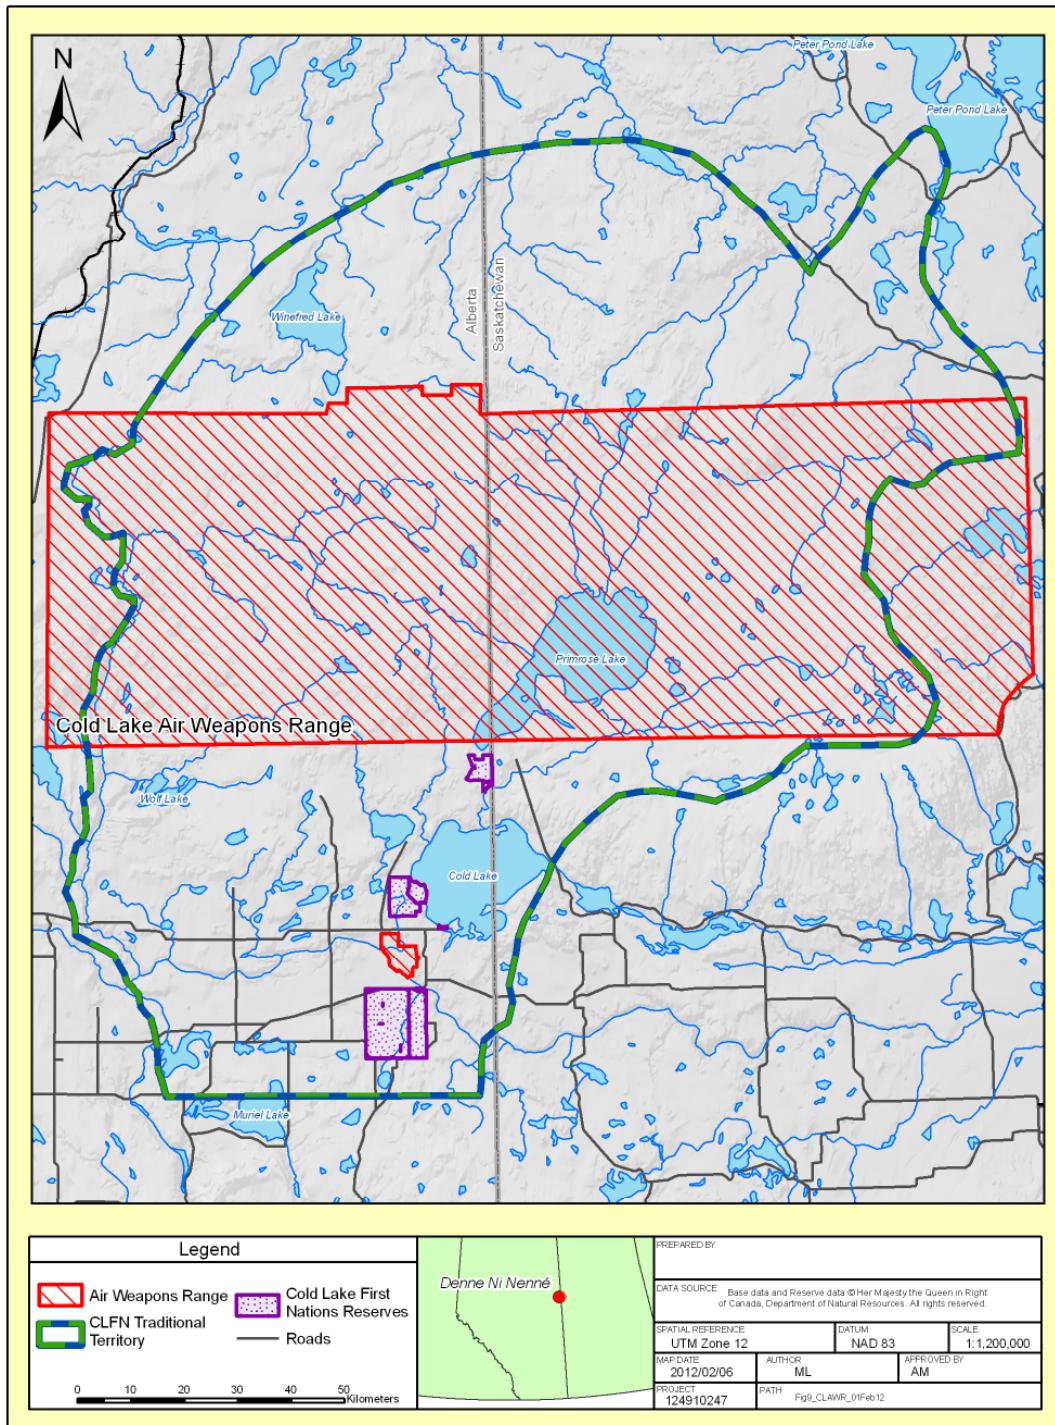 N
Peter Pond Lake
Peter Pond Lake
Winefred Lake
Alberta
Saskatchewan
Primrose Lake
Cold Lake Air Weapons Range
Wolf Lake
Cold Lake
Muriel Lake
Legend
Air Weapons Range
CLFN Traditional
Territory
Cold Lake First
Nations Reserves
Roads
0 10 20 30 40 50
Kilometers
Denne Ni Nenné
PREPARED BY
DATA SOURCE
Base data and Reserve data © Her Majesty the Queen in Right
of Canada, Department of Natural Resources. All rights reserved.
SPATIAL REFERENCE
UTM Zone 12
DATUM
NAD 83
SCALE
1:1,200,000
MAP DATE
2012/02/06
AUTHOR
ML
APPROVED BY
AM
PROJECT
124910247
PATH
Fig9_CLAWR_01Feb12